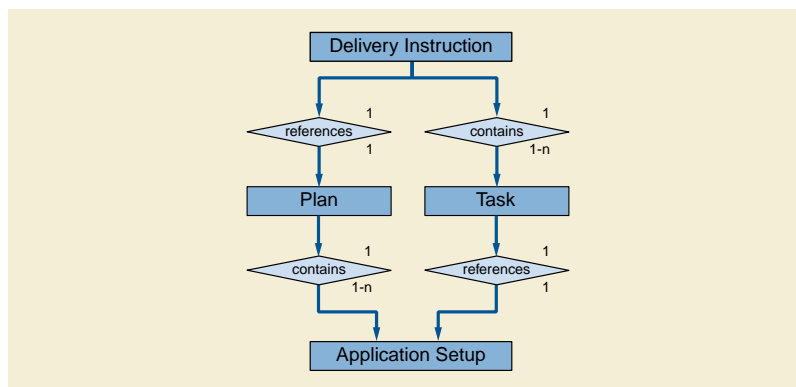 Delivery Instruction
1
1
references
contains
1
1-n
Plan
Task
1
1
contains
references
1-n
1
Application Setup